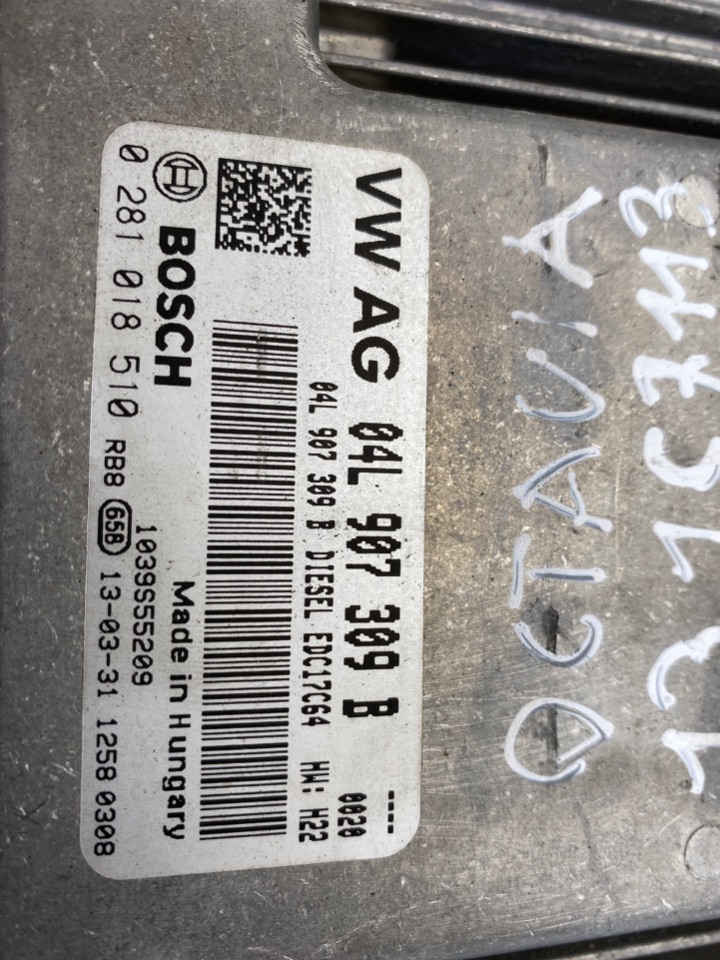 VW AG 04L 907 309 B ----
0020
04L 907 309 B DIESEL EDC17C64 HW: H22
BOSCH Made in Hungary
1039S55209
0 281 018 510 RB8 65B 13-03-31 1258 0308
OCTAVIA